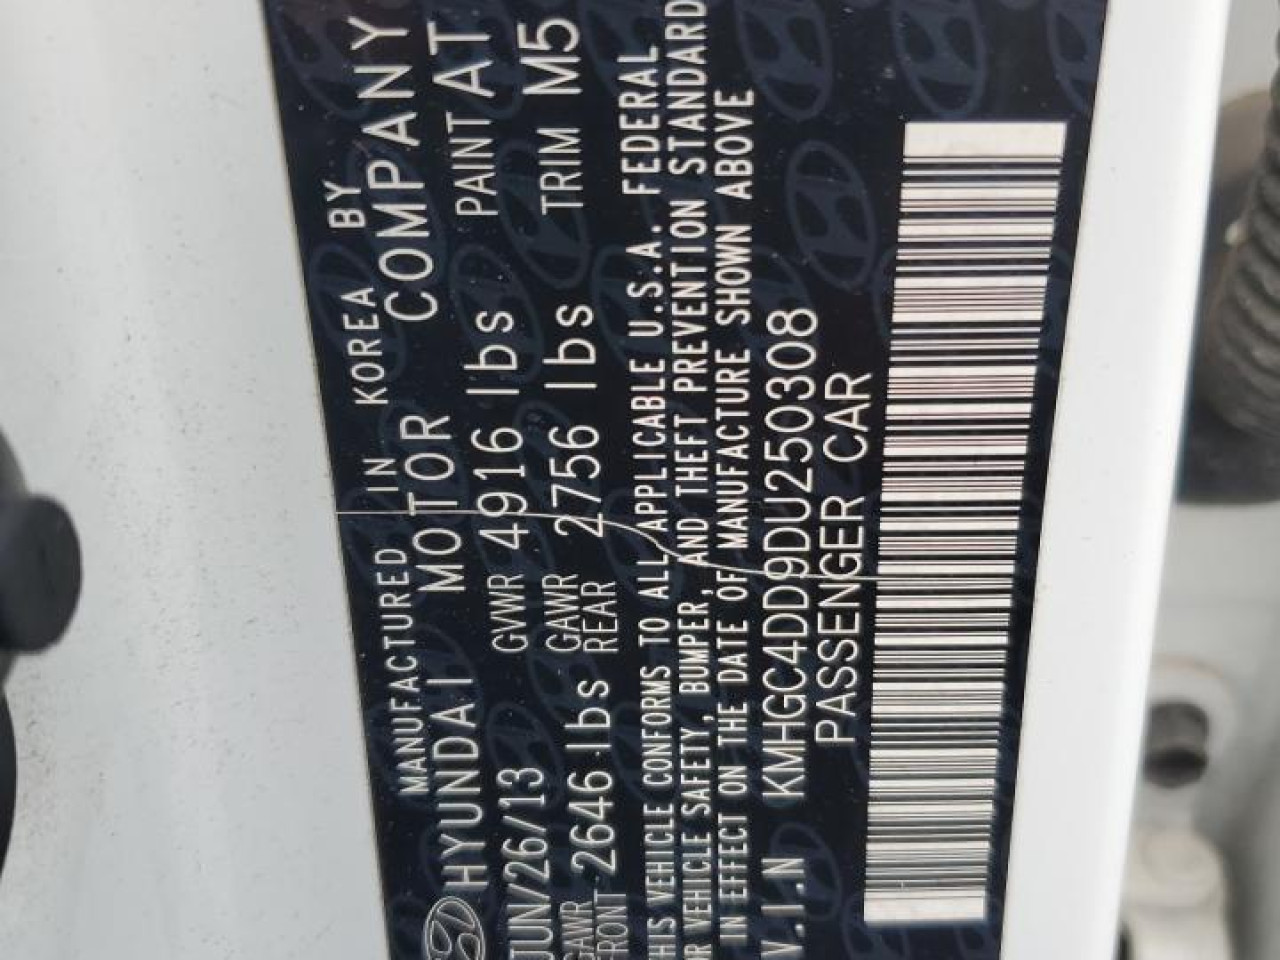 MANUFACTURED IN KOREA BY
HYUNDAI MOTOR COMPANY
JUN/26/13 GVWR 4916 lbs PAINT AT
GAWR FRONT 2646 lbs GAWR REAR 2756 lbs TRIM M5
THIS VEHICLE CONFORMS TO ALL APPLICABLE U.S.A. FEDERAL
OR VEHICLE SAFETY, BUMPER, AND THEFT PREVENTION STANDARD
IN EFFECT ON THE DATE OF MANUFACTURE SHOWN ABOVE
V.I.N KMHGC4DD9DU250308
PASSENGER CAR